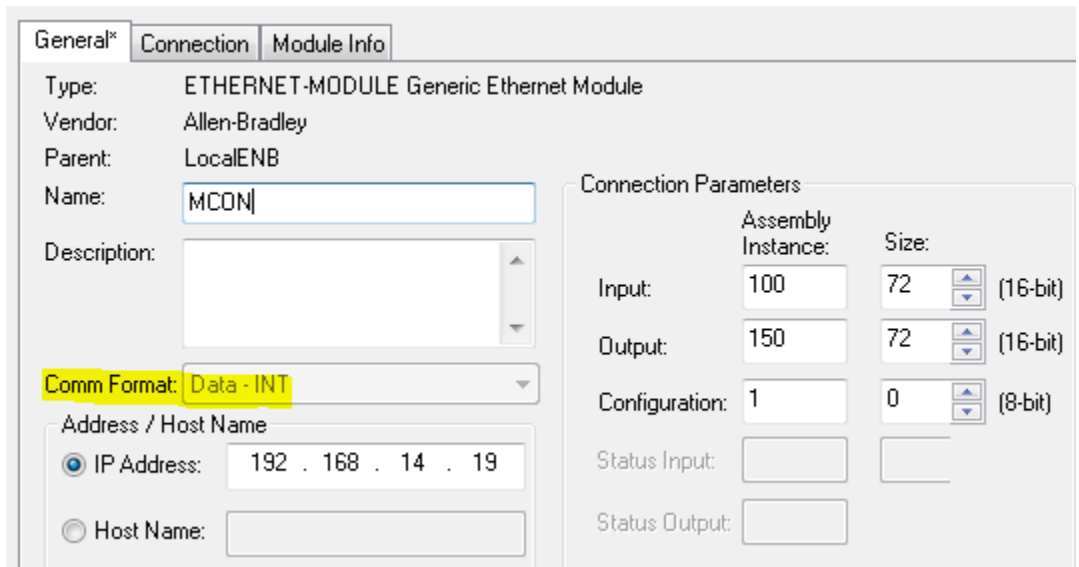 General* Connection Module Info
Type: ETHERNET-MODULE Generic Ethernet Module
Vendor: Allen-Bradley
Parent: LocalENB
Name: MCON
Description:
Comm Format: Data - INT
Address / Host Name
IP Address: 192 . 168 . 14 . 19
Host Name:
Connection Parameters
Assembly
Instance: Size:
Input: 100 72 (16-bit)
Output: 150 72 (16-bit)
Configuration: 1 0 (8-bit)
Status Input:
Status Output: